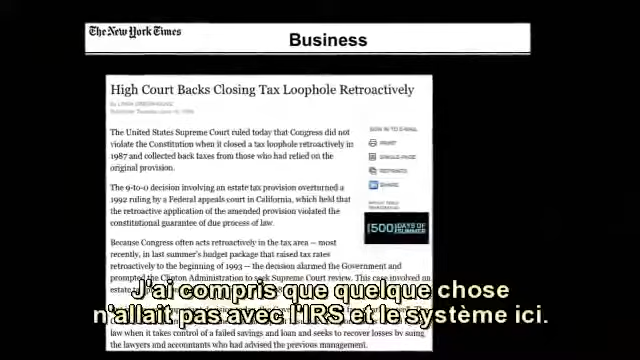 The New York Times
Business
High Court Backs Closing Tax Loophole Retroactively
The United States Supreme Court ruled today that Congress did not
violate the Constitution when it closed a tax loophole retroactively in
1987 and collected back taxes from those who had relied on the
original provision.
The 9-to-0 decision involving an estate tax provision overturned a
1992 ruling by a Federal appeals court in California, which held that
the retroactive application of the amended provision violated the
constitutional guarantee of due process of law.
Because Congress often acts retroactively in the tax area -- most
recently, in last summer's budget package that raised tax rates
retroactively to the beginning of 1993 -- the decision alarmed the Government and
prompted the Clinton Administration to seek Supreme Court review. This case involved an
estate
J'ai compris que quelque chose
n'allait pas avec l'IRS et le système ici.
when it takes control of a failed savings and loan and seeks to recover losses by suing
the lawyers and accountants who had advised the previous management.
SIGN IN TO E-MAIL
PRINT
SINGLE PAGE
REPRINTS
SHARE
500 DAYS OF
SUMMER